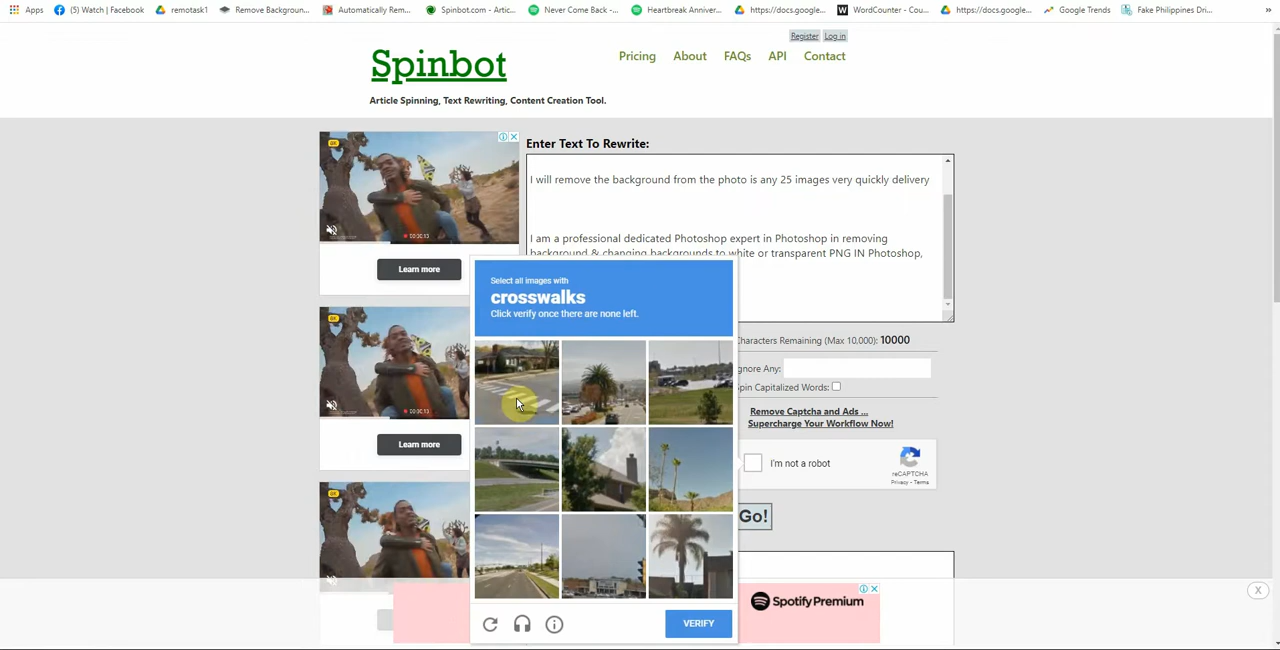 Apps (5) Watch | Facebook remotask1 Remove Backgroun... Automatically Rem... Spinbot.com - Artic... Never Come Back -... Heartbreak Anniver... https://docs.google... WordCounter - Cou... https://docs.google... Google Trends Fake Philippines Dri... »
Register Log in
Spinbot
Pricing About FAQs API Contact
Article Spinning, Text Rewriting, Content Creation Tool.
Enter Text To Rewrite:
I will remove the background from the photo is any 25 images very quickly delivery
I am a professional dedicated Photoshop expert in Photoshop in removing
background & changing backgrounds to white or transparent PNG IN Photoshop,
Learn more
Select all images with
crosswalks
Click verify once there are none left.
Characters Remaining (Max 10,000): 10000
gnore Any:
Spin Capitalized Words:
Remove Captcha and Ads ...
Supercharge Your Workflow Now!
Learn more
I'm not a robot
reCAPTCHA
Privacy - Terms
Go!
Spotify Premium
X
VERIFY